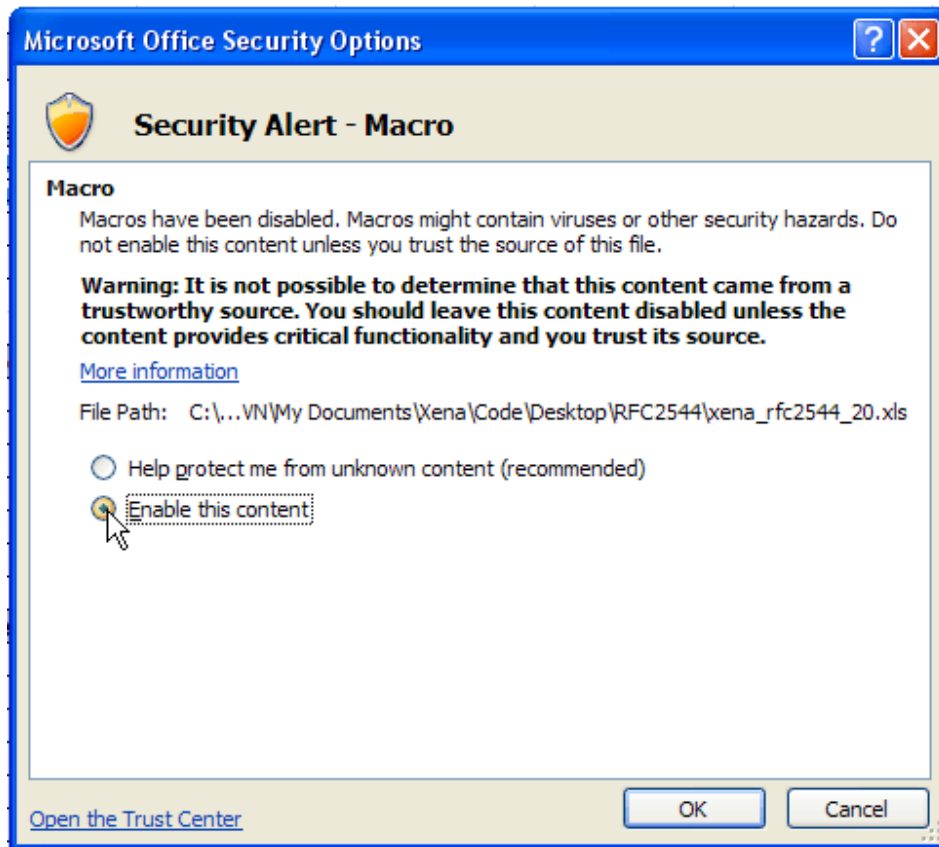 Microsoft Office Security Options
Security Alert - Macro
Macro
Macros have been disabled. Macros might contain viruses or other security hazards. Do
not enable this content unless you trust the source of this file.
Warning: It is not possible to determine that this content came from a
trustworthy source. You should leave this content disabled unless the
content provides critical functionality and you trust its source.
More information
File Path: C:\...VN\My Documents\Xena\Code\Desktop\RFC2544\xena_rfc2544_20.xls
Help protect me from unknown content (recommended)
Enable this content
Open the Trust Center
OK
Cancel